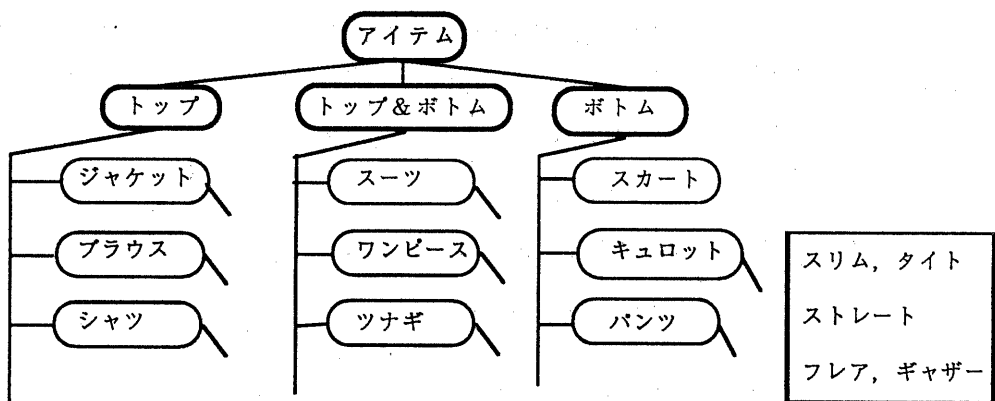 アイテム
トップ
トップ&ボトム
ボトム
ジャケット
スーツ
スカート
ブラウス
ワンピース
キュロット
シャツ
ツナギ
パンツ
スリム, タイト
ストレート
フレア, ギャザー